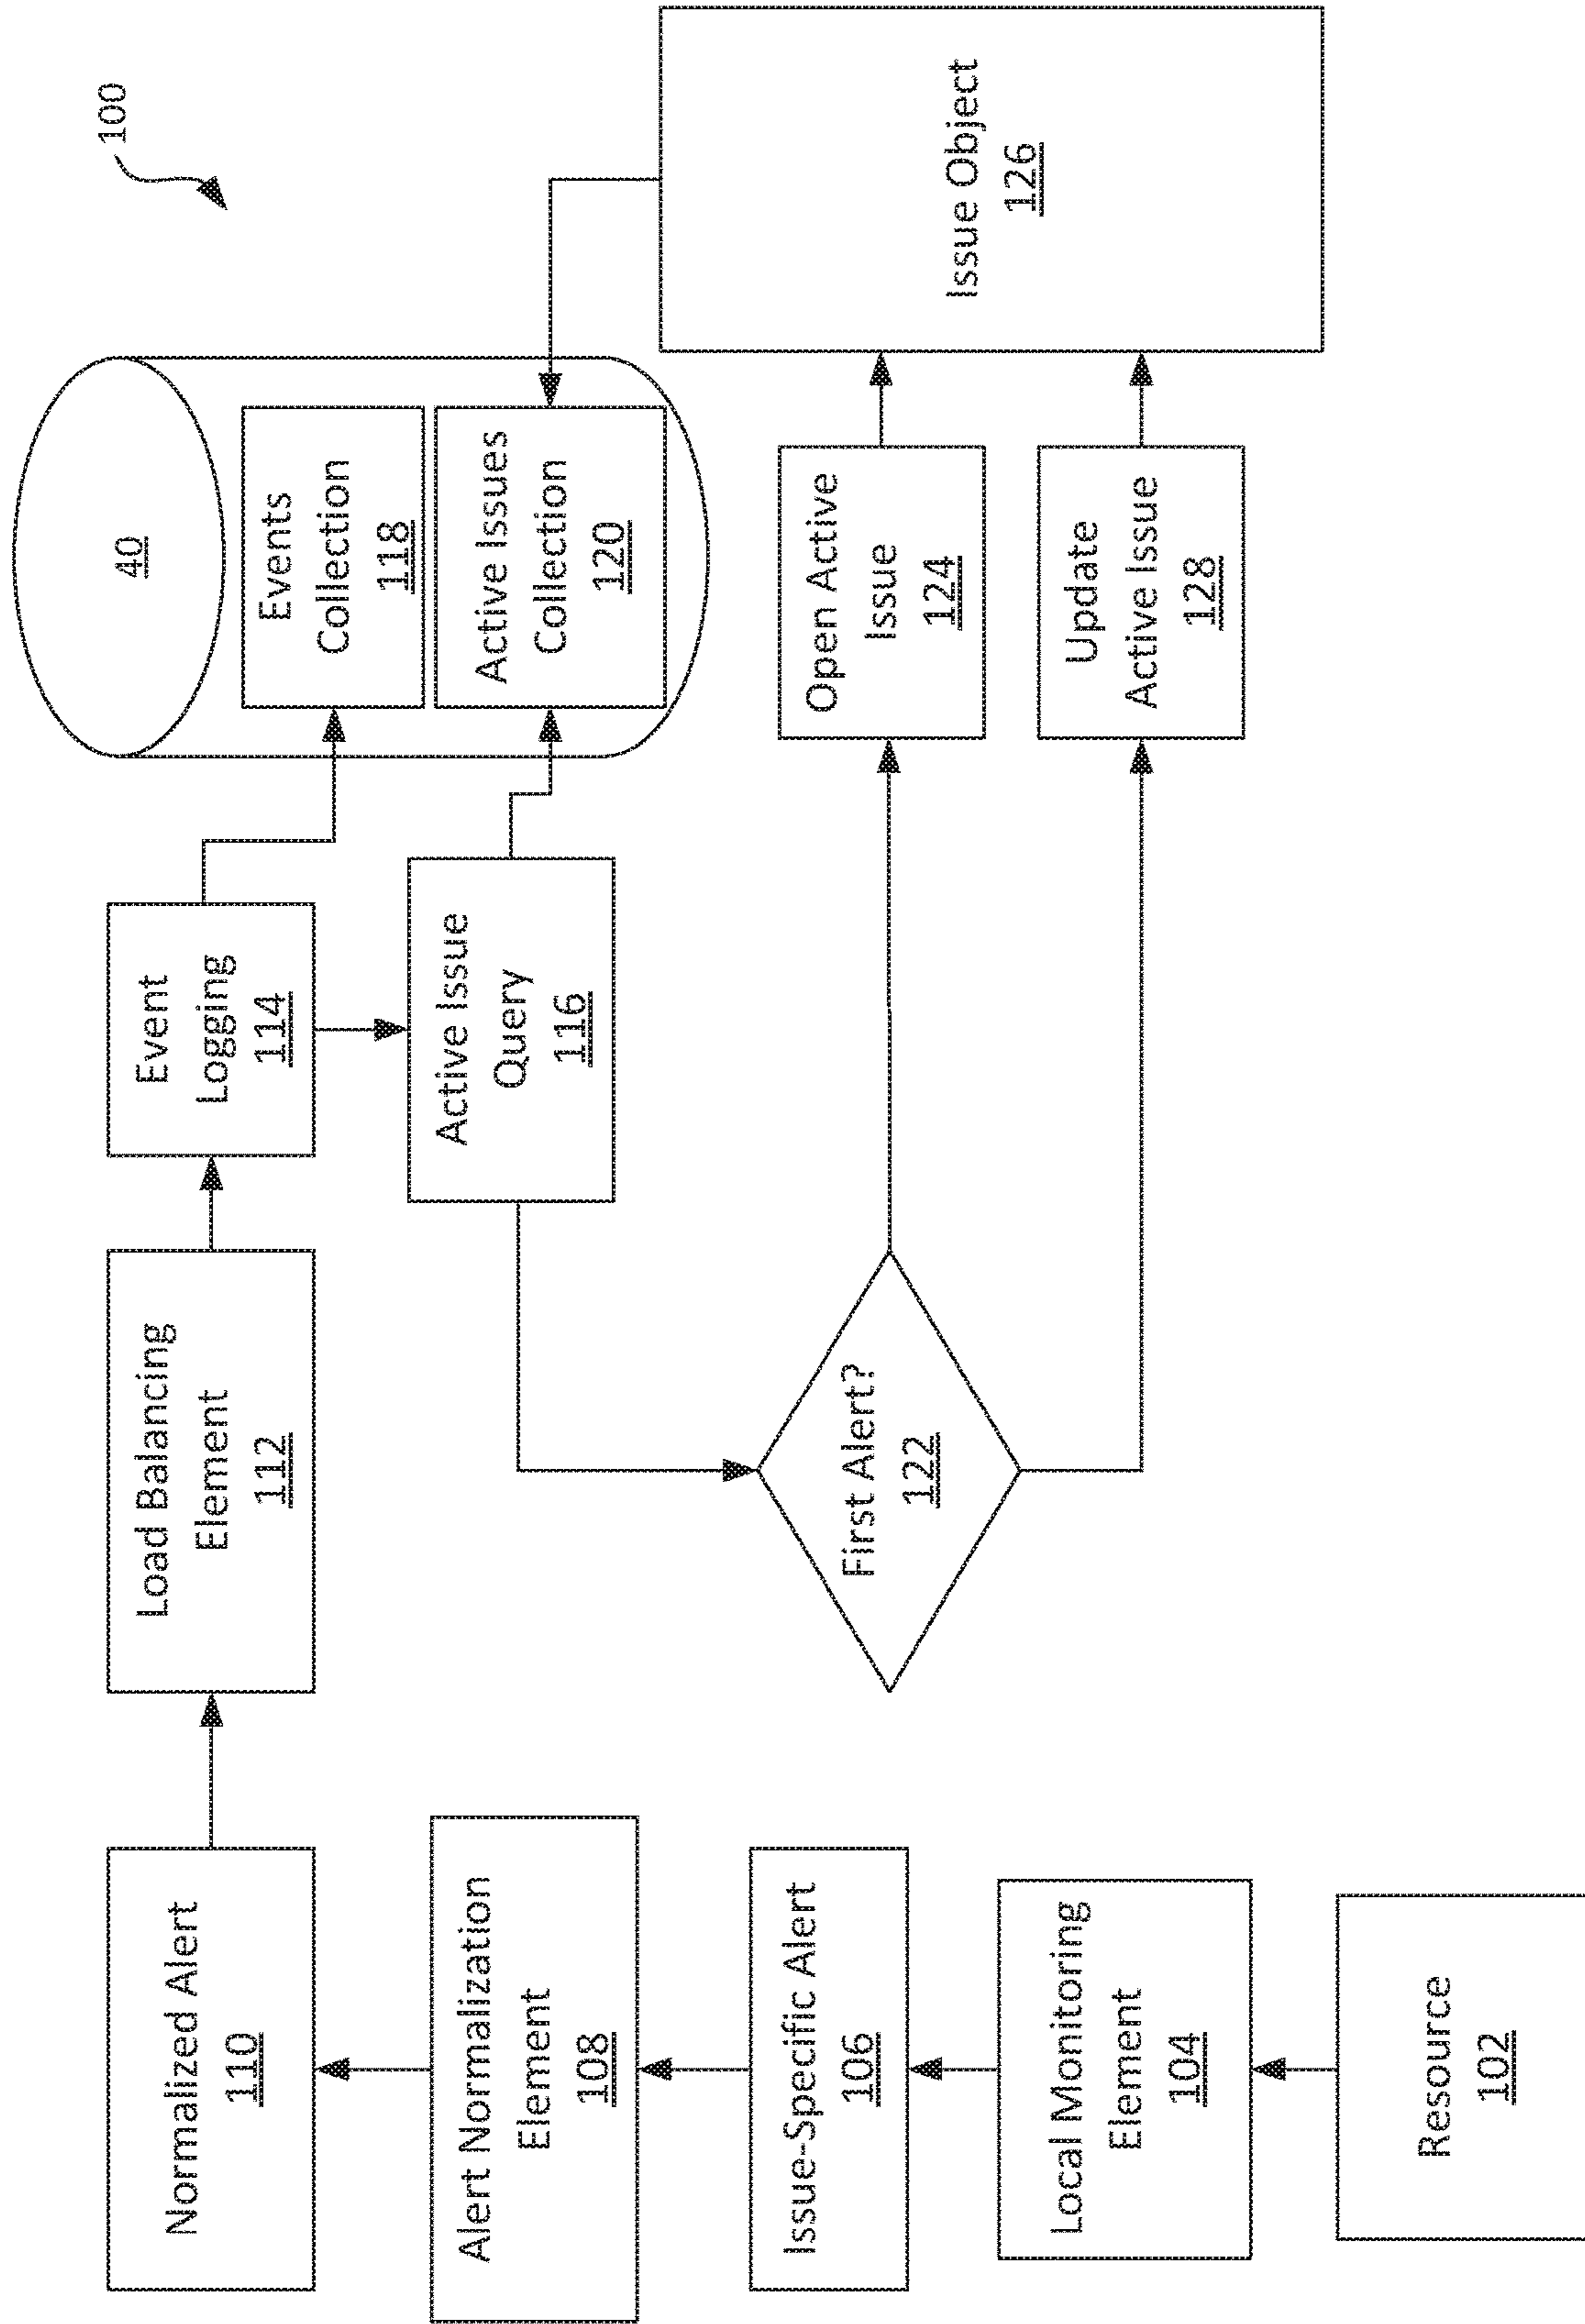 100
Normalized Alert
110
Load Balancing
Element
112
Event
Logging
114
40
Events
Collection
118
Active Issues
Collection
120
Alert Normalization
Element
108
Active Issue
Query
116
Issue-Specific Alert
106
First Alert?
122
Open Active
Issue
124
Issue Object
126
Local Monitoring
Element
104
Update
Active Issue
128
Resource
102